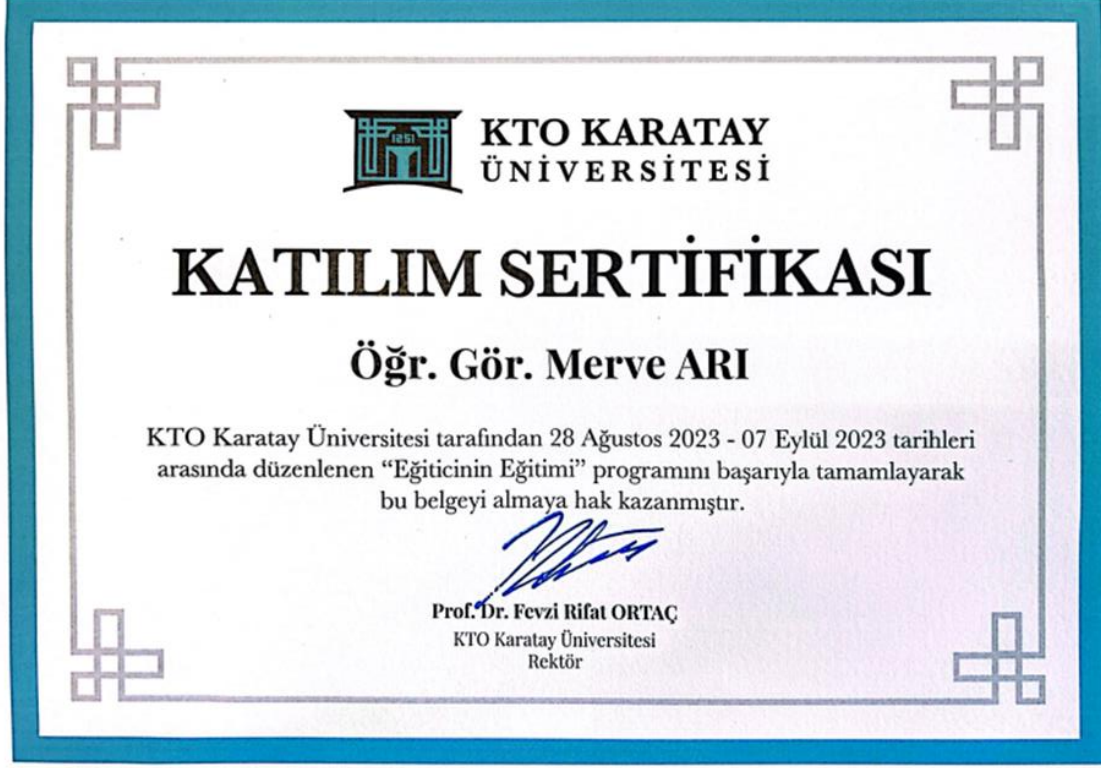 1251
KTO KARATAY
ÜNİVERSİTESİ
KATILIM SERTİFİKASI
Öğr. Gör. Merve ARI
KTO Karatay Üniversitesi tarafından 28 Ağustos 2023 - 07 Eylül 2023 tarihleri
arasında düzenlenen “Eğiticinin Eğitimi” programını başarıyla tamamlayarak
bu belgeyi almaya hak kazanmıştır.
Prof. Dr. Fevzi Rifat ORTAÇ
KTO Karatay Üniversitesi
Rektör